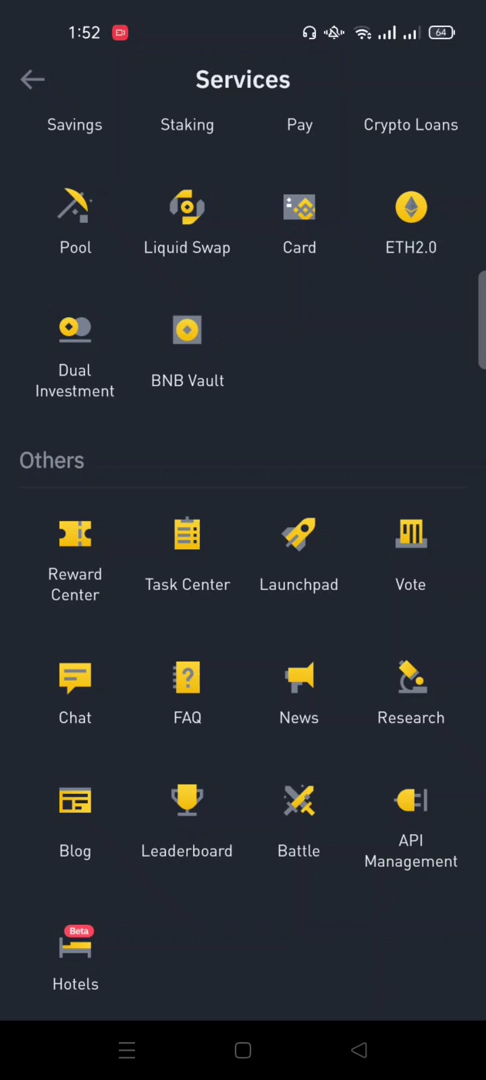 1:52
64
Services
Savings
Staking
Pay
Crypto Loans
Pool
Liquid Swap
Card
ETH2.0
Dual
Investment
BNB Vault
Others
Reward
Center
Task Center
Launchpad
Vote
Chat
FAQ
News
Research
Blog
Leaderboard
Battle
API
Management
Beta
Hotels